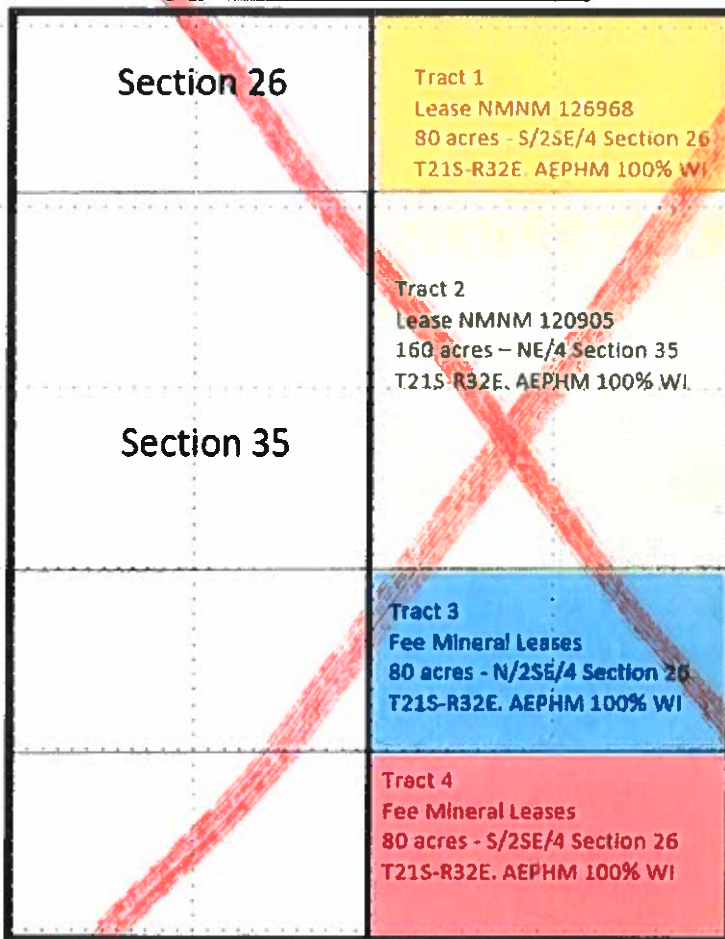 Section 26
Tract 1
Lease NMNM 126968
80 acres - S/2SE/4 Section 26
T21S-R32E. AEPHM 100% WI
Tract 2
Lease NMNM 120905
160 acres – NE/4 Section 35
T21S-R32E. AEPHM 100% WI
Section 35
Tract 3
Fee Mineral Leases
80 acres - N/2SE/4 Section 26
T21S-R32E. AEPHM 100% WI
Tract 4
Fee Mineral Leases
80 acres - S/2SE/4 Section 26
T21S-R32E. AEPHM 100% WI